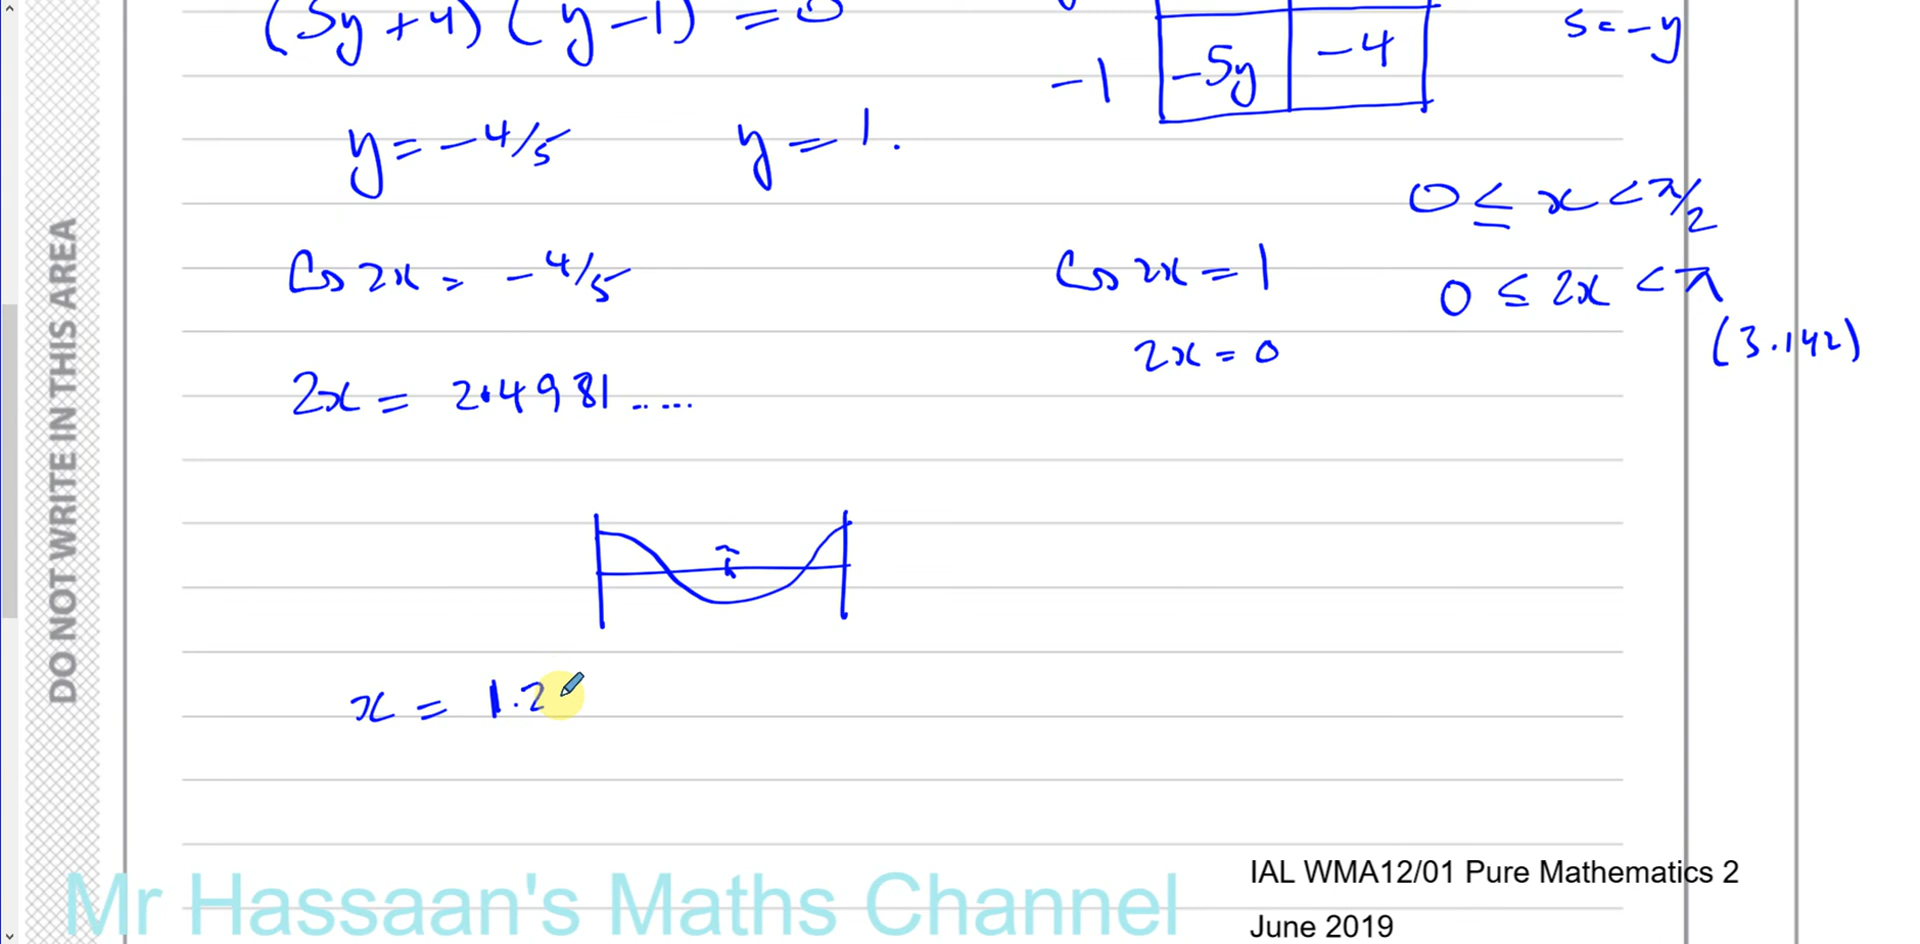 (5y+4)(y-1) = 0
-1
-5y
-4
5 = -y
y = -4/5
y = 1.
0 ≤ x < π/2
Cos 2x = -4/5
Cos 2x = 1
0 ≤ 2x < π
(3.142)
2x = 0
2x = 2.4981.....
π
x = 1.2
DO NOT WRITE IN THIS AREA
Mr Hassaan's Maths Channel
IAL WMA12/01 Pure Mathematics 2
June 2019